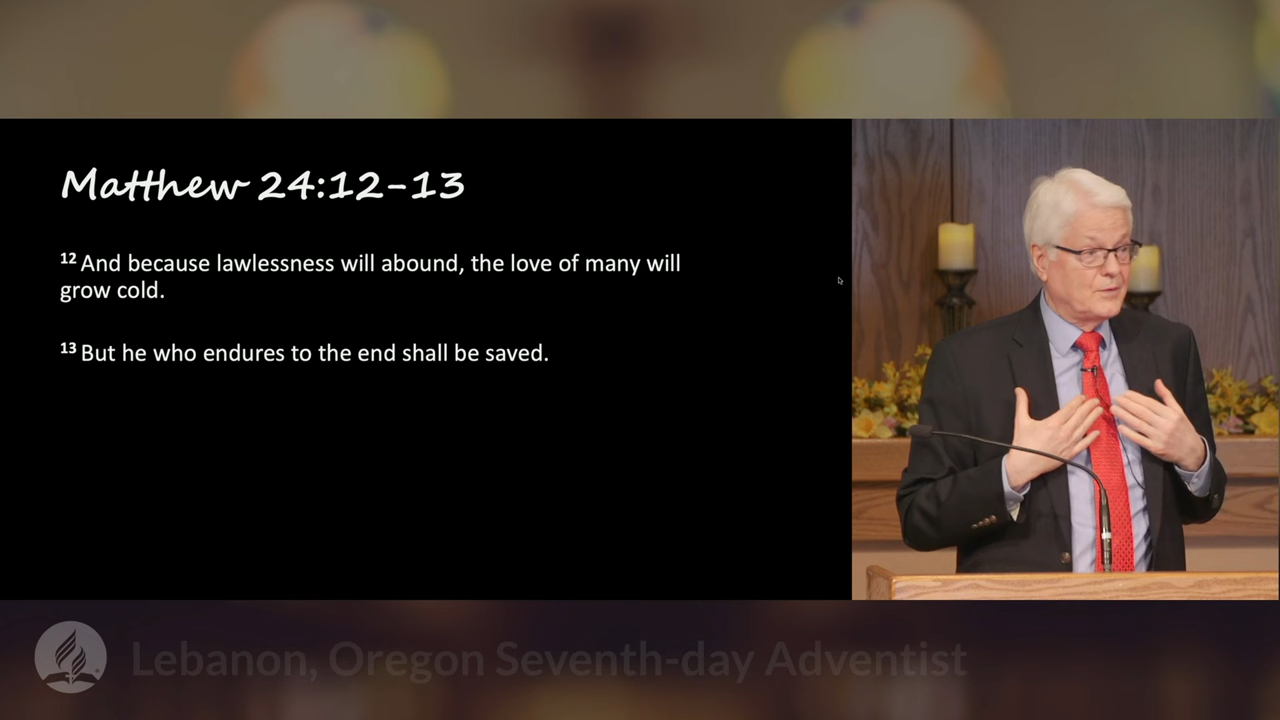 Matthew 24:12-13
12 And because lawlessness will abound, the love of many will
grow cold.
13 But he who endures to the end shall be saved.
Lebanon, Oregon Seventh-day Adventist